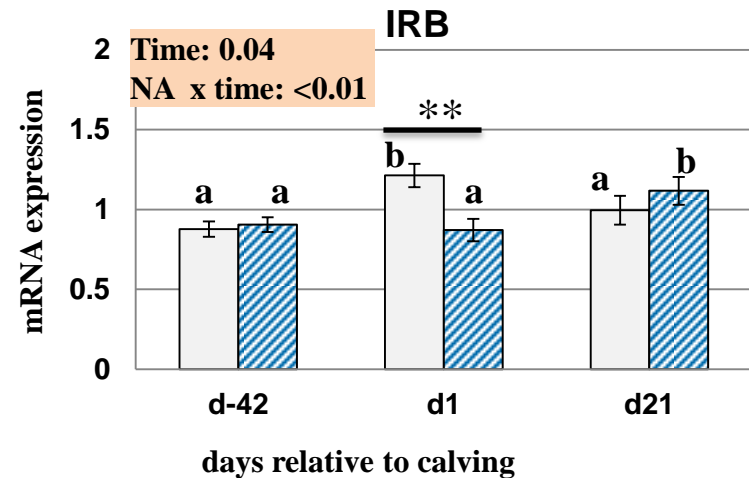 IRB
Time: 0.04
NA x time: <0.01
mRNA expression
2
1.5
1
0.5
0
a a
** 
b a
a b
d-42 d1 d21
days relative to calving